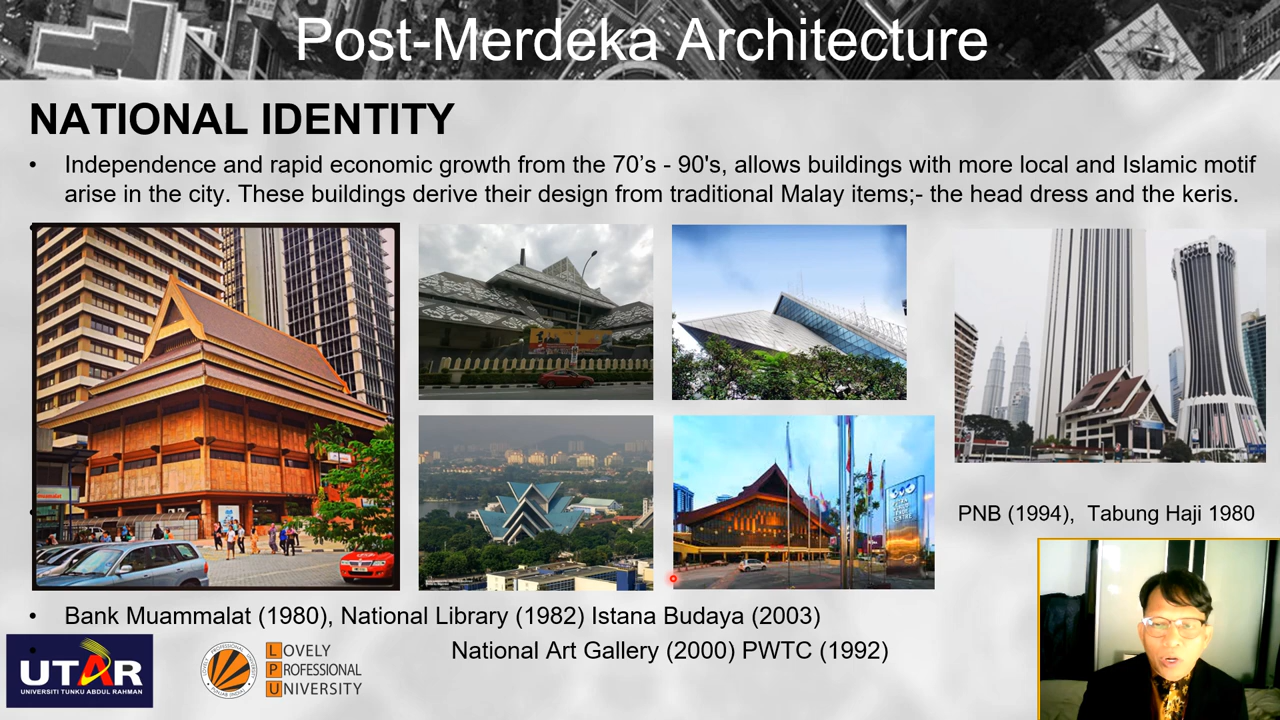 Post-Merdeka Architecture
NATIONAL IDENTITY
• Independence and rapid economic growth from the 70's - 90's, allows buildings with more local and Islamic motif
arise in the city. These buildings derive their design from traditional Malay items;- the head dress and the keris.
PNB (1994), Tabung Haji 1980
• Bank Muammalat (1980), National Library (1982) Istana Budaya (2003)
National Art Gallery (2000) PWTC (1992)
UTAR
UNIVERSITI TUNKU ABDUL RAHMAN
LOVELY
PROFESSIONAL
UNIVERSITY